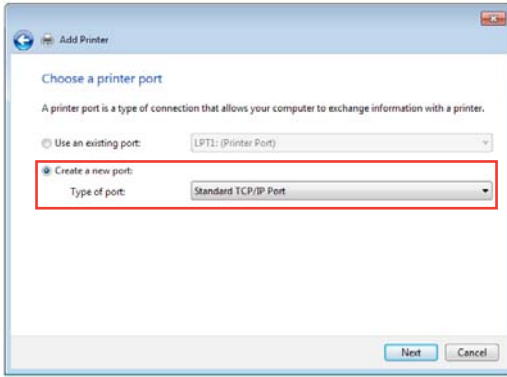 Add Printer
Choose a printer port
A printer port is a type of connection that allows your computer to exchange information with a printer.
Use an existing port: LPT1: (Printer Port)
Create a new port:
Type of port: Standard TCP/IP Port
Next Cancel